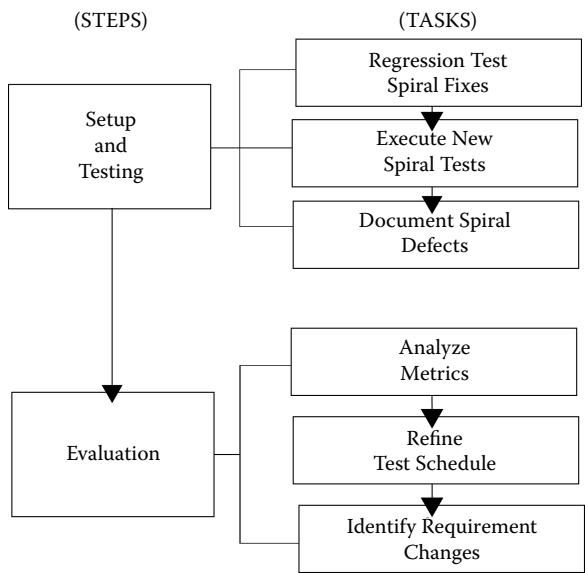 (STEPS)
(TASKS)
Setup
and
Testing
Regression Test
Spiral Fixes
Execute New
Spiral Tests
Document Spiral
Defects
Evaluation
Analyze
Metrics
Refine
Test Schedule
Identify Requirement
Changes